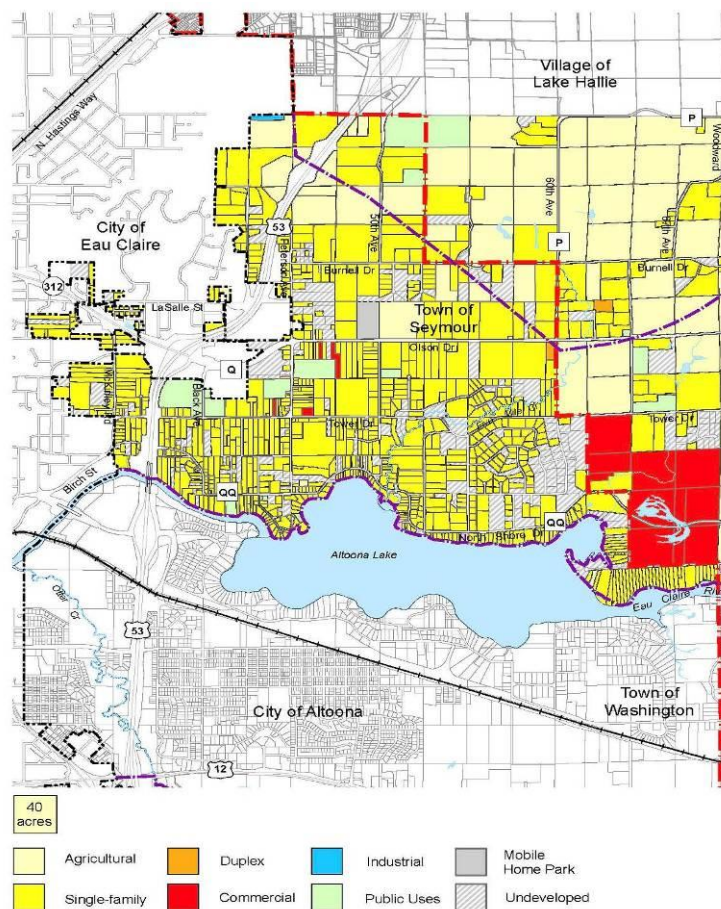 Village of
Lake Hallie
N. Hastings Way
P
Woodward
City of
Eau Claire
53
50th Ave
60th Ave
P
Burnell Dr
Burnell Dr
312
LaSalle St
Town of
Seymour
Olson Dr
Q
Black Ave
Tower Dr
Tower Dr
Birch St
QQ
QQ
North Shore Dr
Altoona Lake
Eau Claire
Otter Cr
53
City of Altoona
Town of
Washington
12
40
acres
Agricultural
Duplex
Industrial
Mobile
Home Park
Single-family
Commercial
Public Uses
Undeveloped